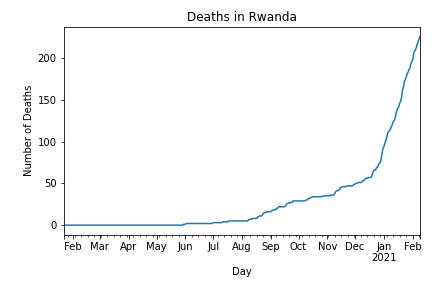 Deaths in Rwanda
Number of Deaths
200
150
100
50
0
Feb Mar Apr May Jun Jul Aug Sep Oct Nov Dec Jan Feb
2021
Day